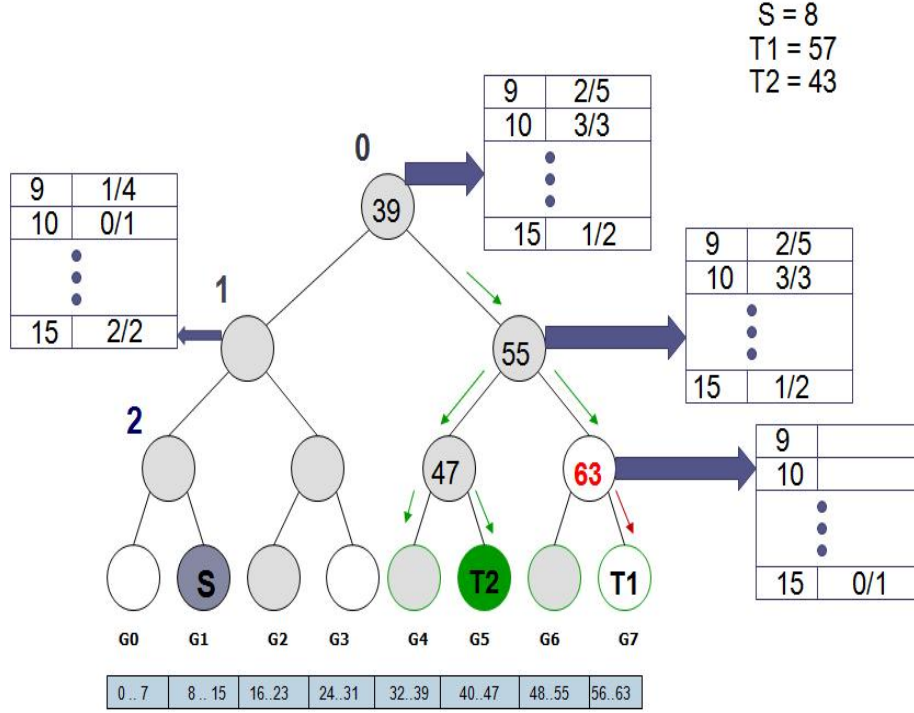 S = 8
T1 = 57
T2 = 43
9 2/5
10 3/3
15 1/2
0
39
9 1/4
10 0/1
15 2/2
1
9 2/5
10 3/3
15 1/2
55
2
47
63
9
10
15 0/1
S
T2
T1
G0 G1 G2 G3 G4 G5 G6 G7
0 .. 7 8 .. 15 16..23 24..31 32..39 40..47 48..55 56..63